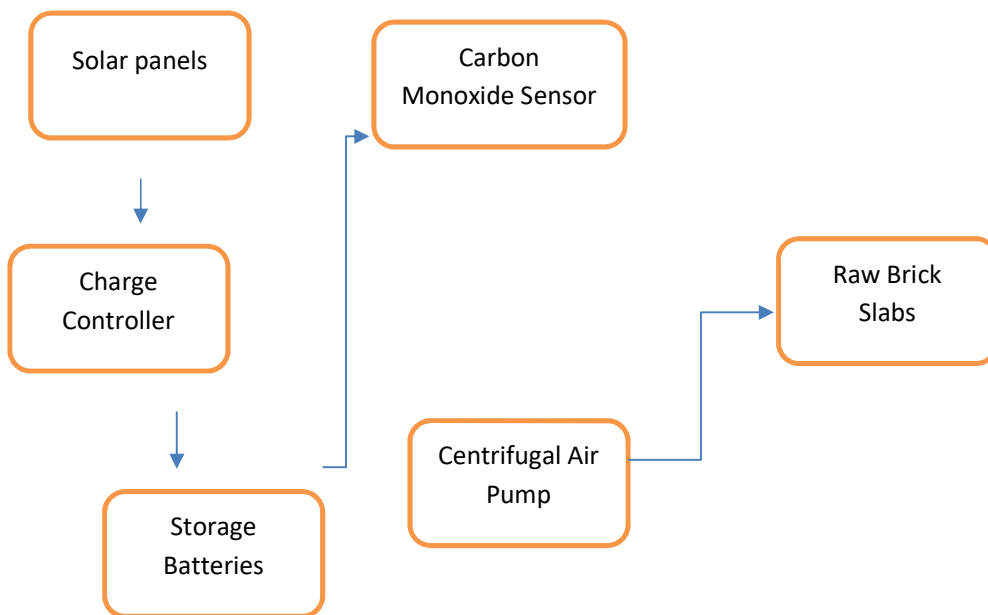 Solar panels
Carbon
Monoxide Sensor
Charge
Controller
Raw Brick
Slabs
Centrifugal Air
Pump
Storage
Batteries